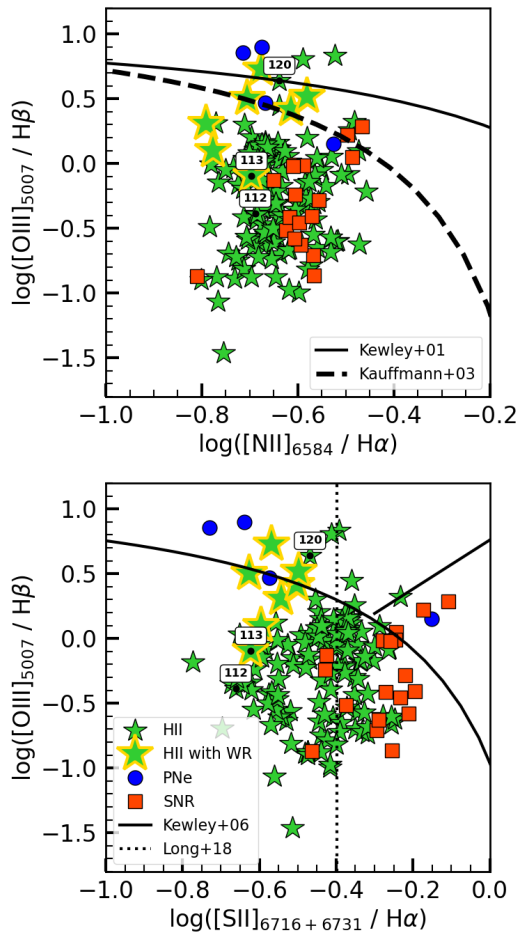 1.0
0.5
0.0
−0.5
−1.0
−1.5
log([OIII]5007 / Hβ)
120
113
112
Kewley+01
Kauffmann+03
−1.0 −0.8 −0.6 −0.4 −0.2
log([NII]6584 / Hα)
1.0
0.5
0.0
−0.5
−1.0
−1.5
log([OIII]5007 / Hβ)
120
113
112
HII
HII with WR
PNe
SNR
Kewley+06
Long+18
−1.0 −0.8 −0.6 −0.4 −0.2 0.0
log([SII]6716 + 6731 / Hα)